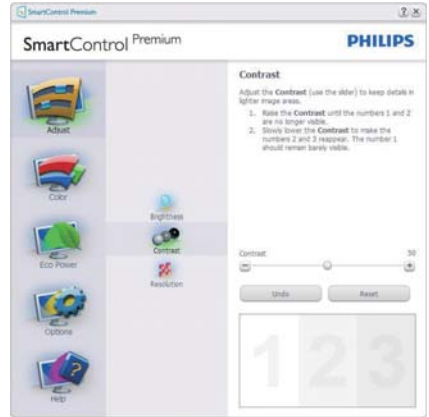 SmartControl Premium
SmartControl Premium
PHILIPS
Adjust
Color
Eco Power
Options
Help
Brightness
Contrast
Resolution
Contrast
Adjust the Contrast (use the slider) to keep details in
lighter image areas.
1. Raise the Contrast until the numbers 1 and 2
are no longer visible.
2. Slowly lower the Contrast to make the
numbers 2 and 3 reappear. The number 1
should remain barely visible.
Contrast 50
Undo Reset
1 2 3